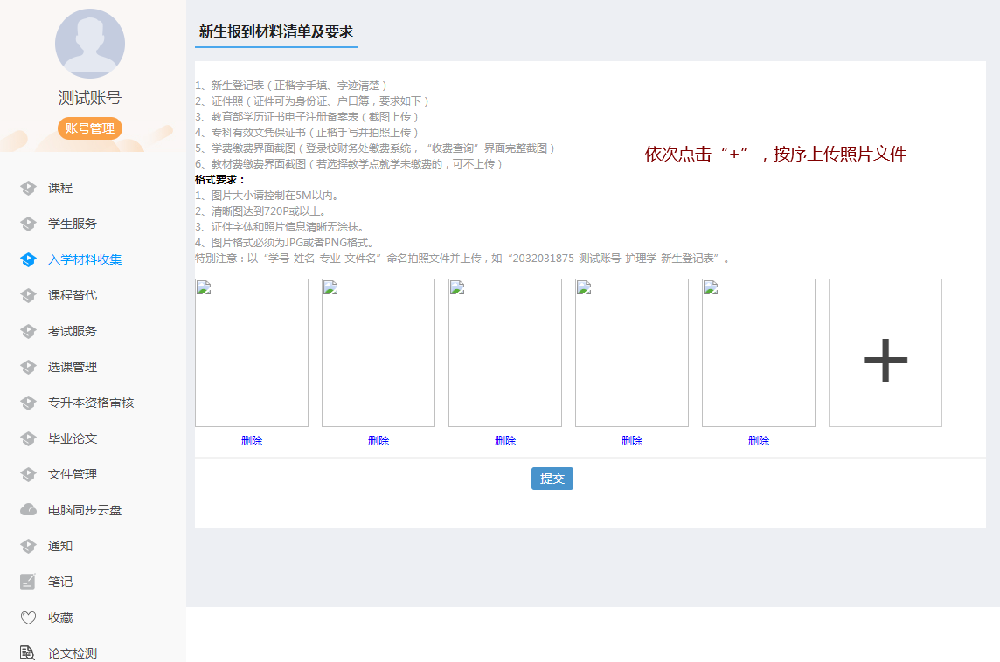 测试账号
账号管理
课程
学生服务
入学材料收集
课程替代
考试服务
选课管理
专升本资格审核
毕业论文
文件管理
电脑同步云盘
通知
笔记
收藏
论文检测
新生报到材料清单及要求
1、新生登记表（正楷字手填、字迹清楚）
2、证件照（证件可为身份证、户口簿，要求如下）
3、教育部学历证书电子注册备案表（截图上传）
4、专科有效文凭保证书（正楷手写并拍照上传）
5、学费缴费界面截图（登录校财务处缴费系统，“收费查询”界面完整截图）
6、教材费缴费界面截图（若选择教学点就学未缴费的，可不上传）
格式要求：
1、图片大小请控制在5M以内。
2、清晰图达到720P或以上。
3、证件字体和照片信息清晰无涂抹。
4、图片格式必须为JPG或者PNG格式。
特别注意：以“学号-姓名-专业-文件名”命名拍照文件并上传，如“2032031875-测试账号-护理学-新生登记表”。
依次点击“+”，按序上传照片文件
删除 删除 删除 删除 删除
提交